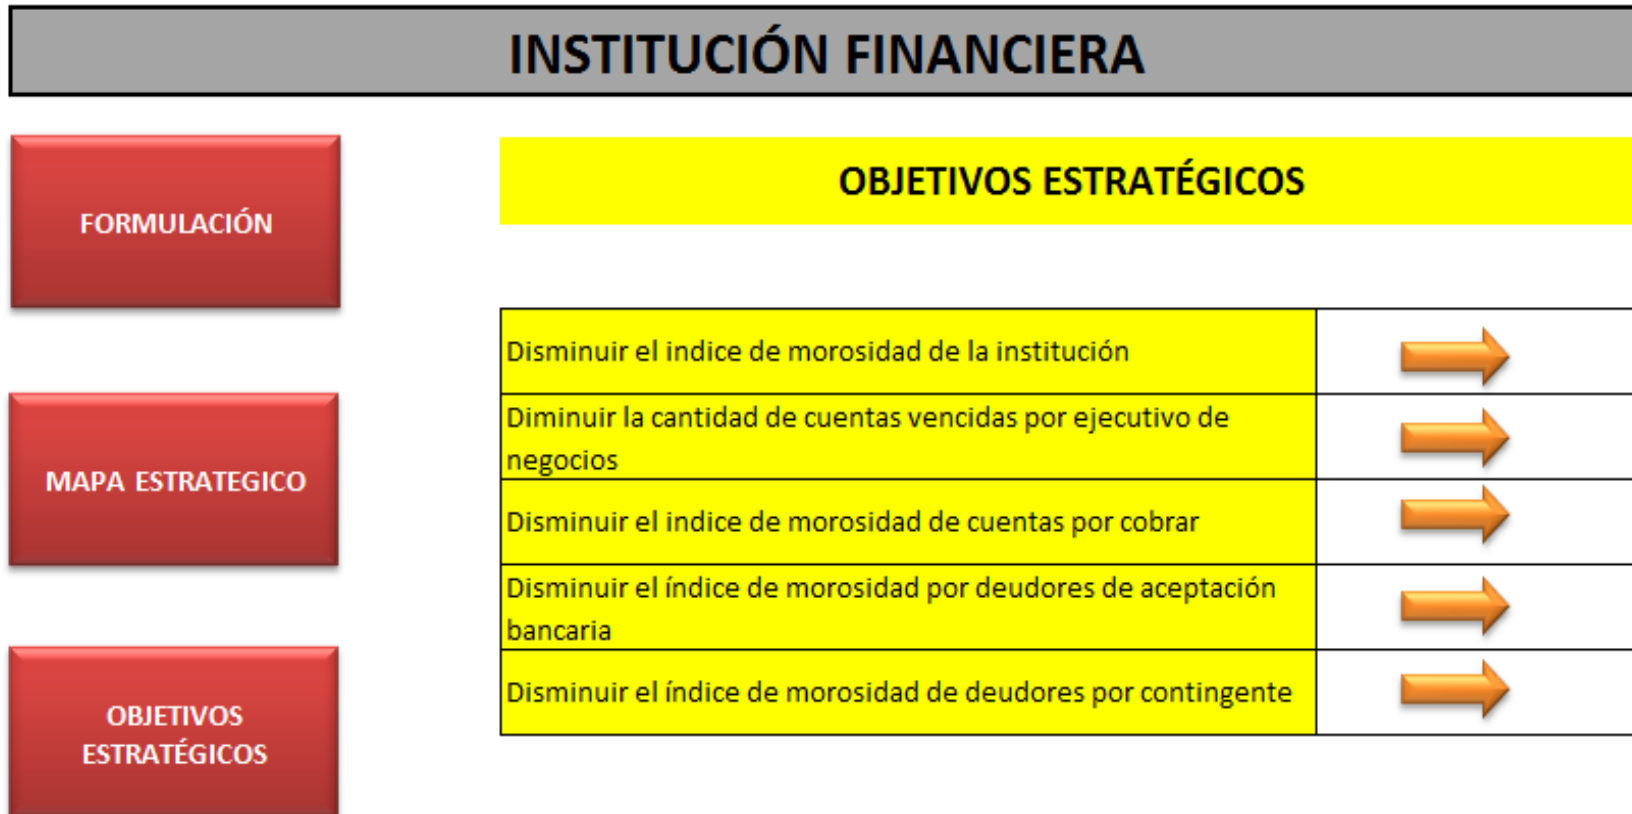 INSTITUCIÓN FINANCIERA
FORMULACIÓN
MAPA ESTRATEGICO
OBJETIVOS
ESTRATÉGICOS
OBJETIVOS ESTRATÉGICOS
Disminuir el indice de morosidad de la institución
Diminuir la cantidad de cuentas vencidas por ejecutivo de
negocios
Disminuir el indice de morosidad de cuentas por cobrar
Disminuir el índice de morosidad por deudores de aceptación
bancaria
Disminuir el índice de morosidad de deudores por contingente